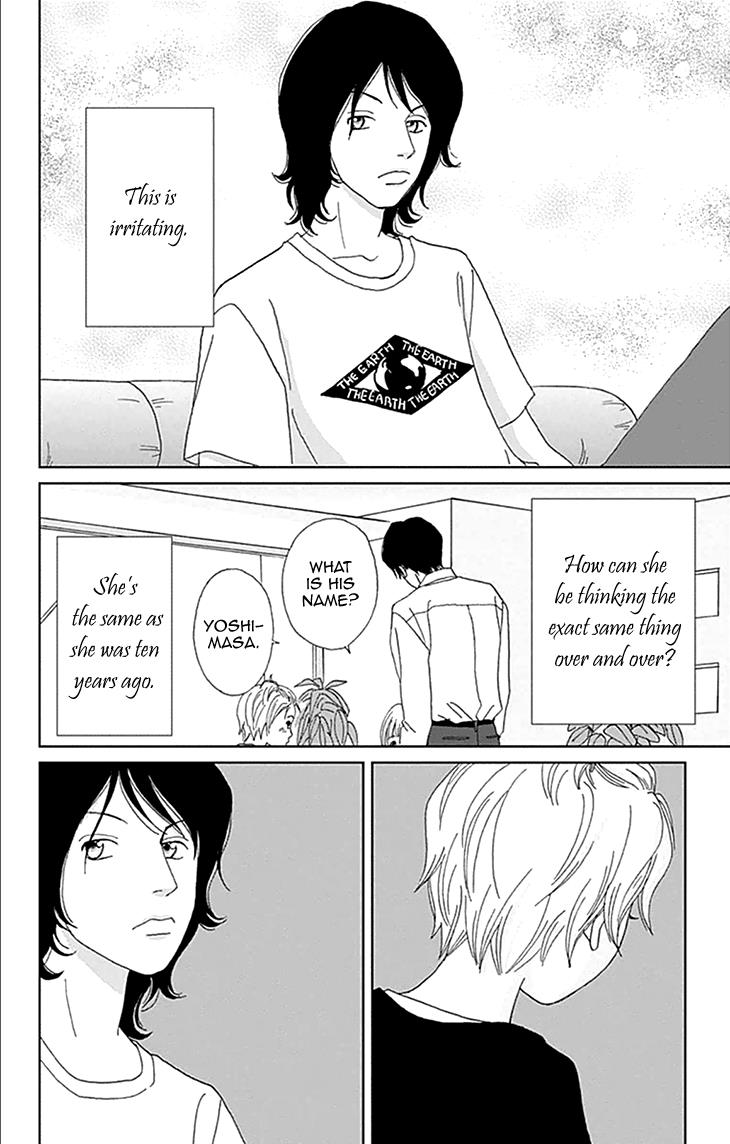 This is
irritating.
THE EARTH THE EARTH
THE EARTH THE EARTH
How can she
be thinking the
exact same thing
over and over?
WHAT
IS HIS
NAME?
YOSHI-
MASA.
She's
the same as
she was ten
years ago.